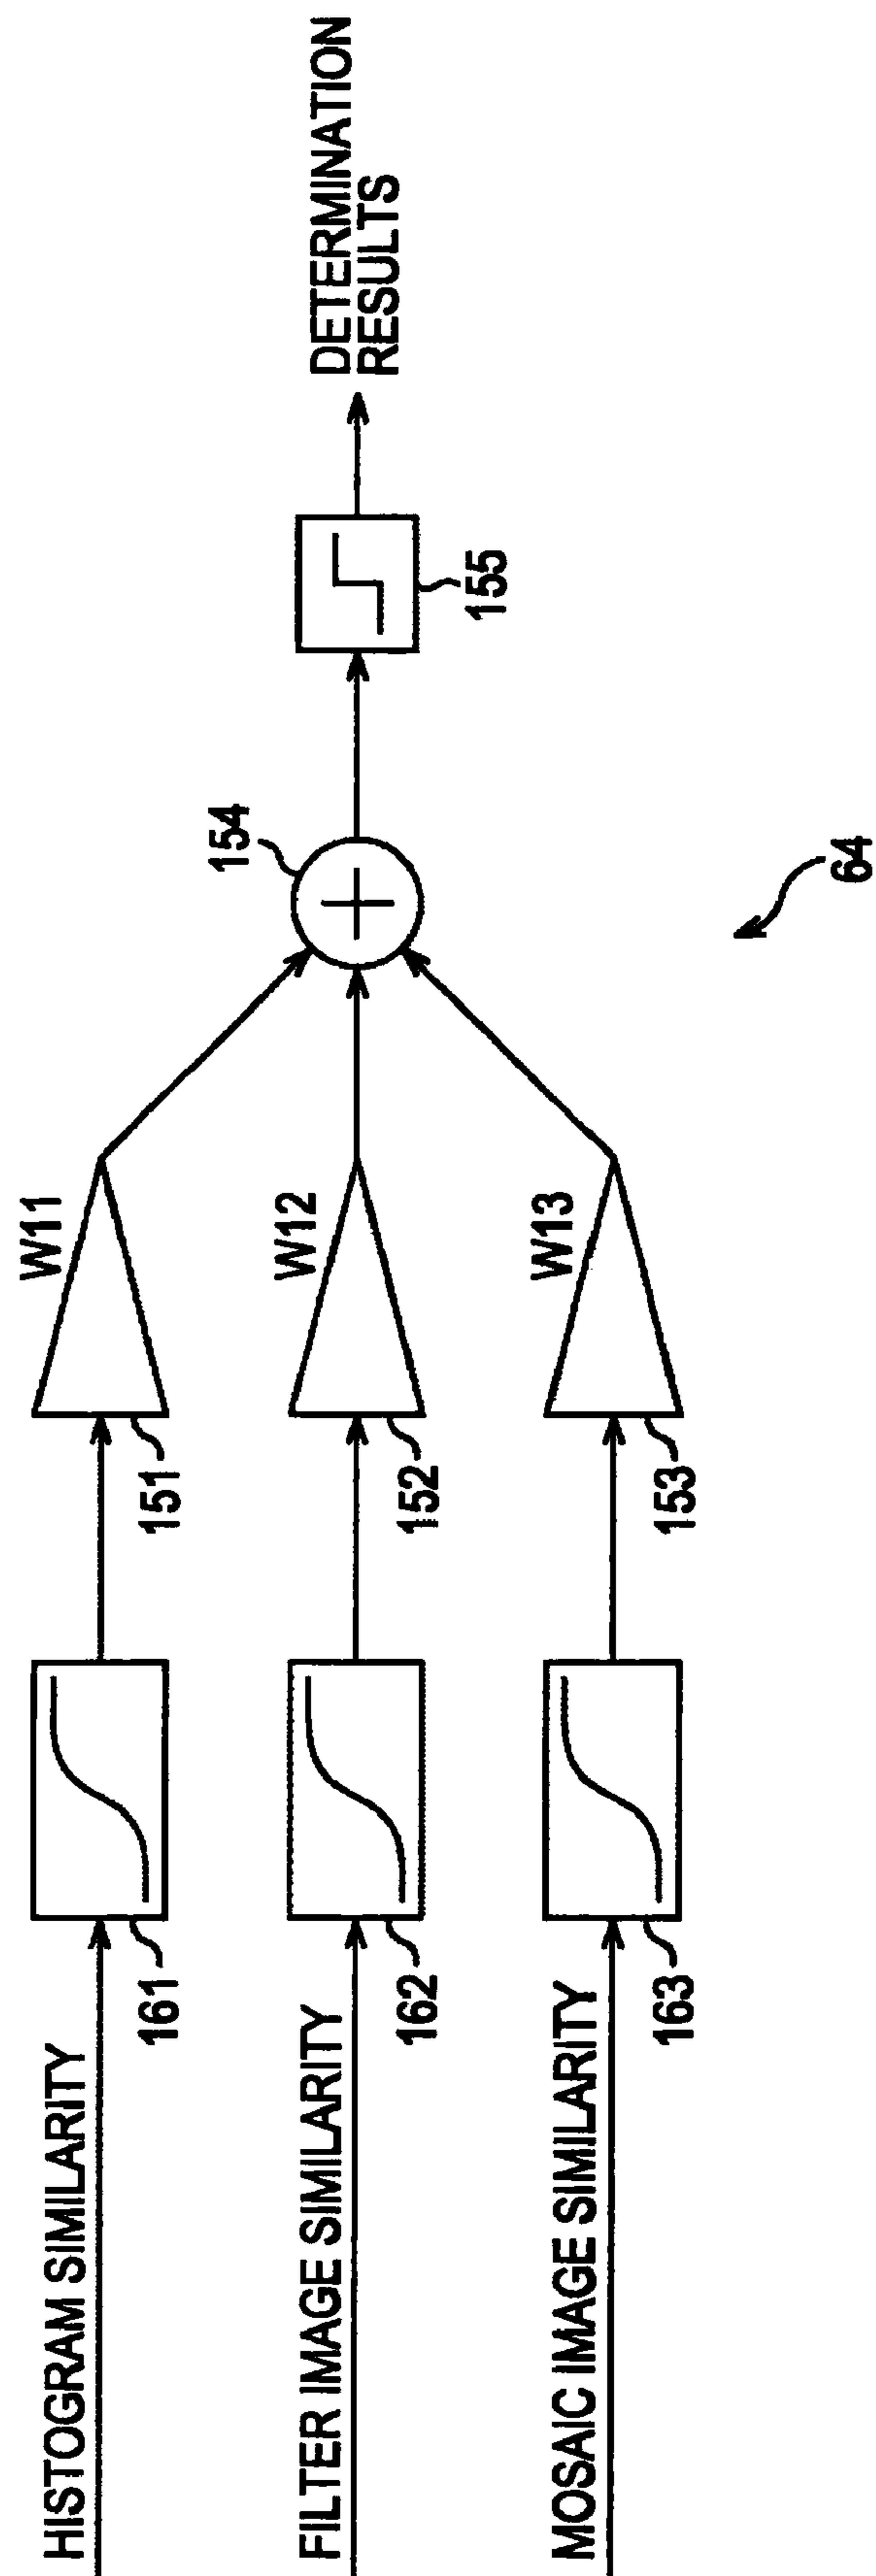 HISTOGRAM SIMILARITY
161
151
W11
FILTER IMAGE SIMILARITY
162
152
W12
MOSAIC IMAGE SIMILARITY
163
153
W13
154
155
DETERMINATION
RESULTS
64